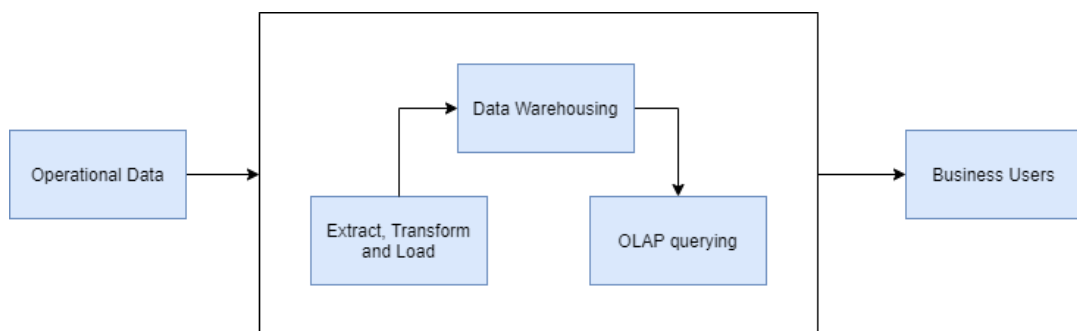 Data Warehousing
Operational Data
Extract, Transform
and Load
OLAP querying
Business Users